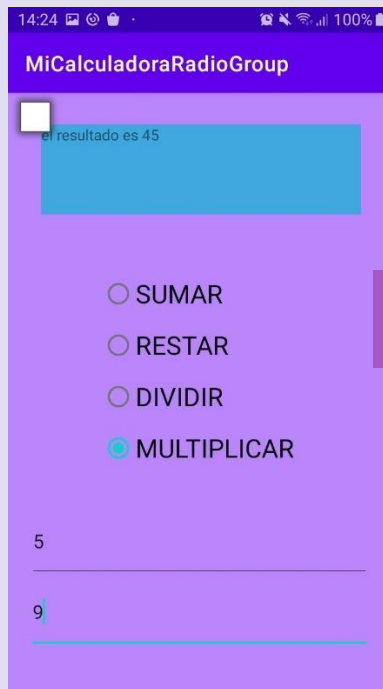 14:24 100%
MiCalculadoraRadioGroup
el resultado es 45
SUMAR
RESTAR
DIVIDIR
MULTIPLICAR
5
9